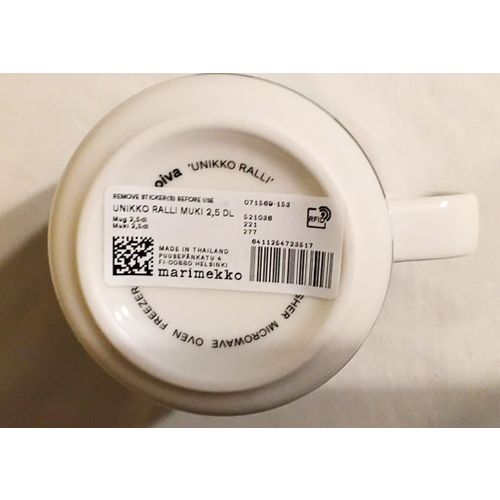 oiva 'UNIKKO RALLI'
REMOVE STICKER(S) BEFORE USE
071569-153
UNIKKO RALLI MUKI 2,5 DL
521036
Mug 2,5dl
221
Muki 2,5dl
277
RFID
MADE IN THAILAND
PUUSEPÄNKATU 4
FI-00880 HELSINKI
marimekko
6411254723517
MICROWAVE OVEN FREEZER